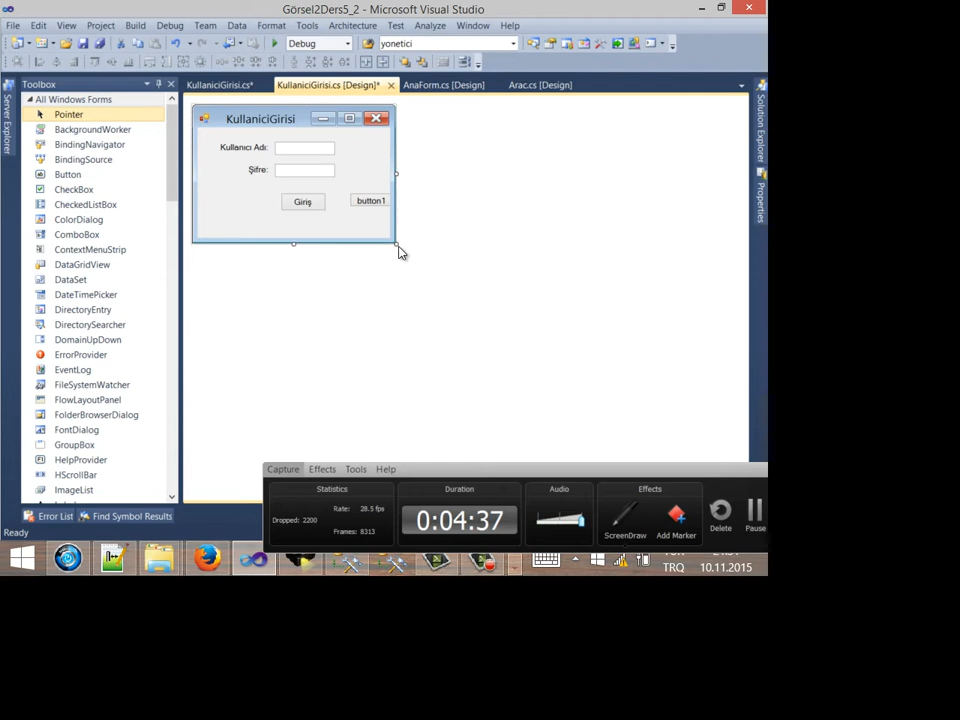 Görsel2Ders5_2 - Microsoft Visual Studio
File Edit View Project Build Debug Team Data Format Tools Architecture Test Analyze Window Help
Debug yonetici
Toolbox
KullaniciGirisi.cs* KullaniciGirisi.cs [Design]* AnaForm.cs [Design] Arac.cs [Design]
Server Explorer
Solution Explorer
Properties
All Windows Forms
Pointer
BackgroundWorker
BindingNavigator
BindingSource
Button
CheckBox
CheckedListBox
ColorDialog
ComboBox
ContextMenuStrip
DataGridView
DataSet
DateTimePicker
DirectoryEntry
DirectorySearcher
DomainUpDown
ErrorProvider
EventLog
FileSystemWatcher
FlowLayoutPanel
FolderBrowserDialog
FontDialog
GroupBox
HelpProvider
HScrollBar
ImageList
KullaniciGirisi
Kullanıcı Adı:
Şifre:
Giriş button1
Capture Effects Tools Help
Statistics Duration Audio Effects
Rate: 28.5 fps
Dropped: 2200
Frames: 8313
0:04:37
ScreenDraw Add Marker Delete Pause
Error List Find Symbol Results
Ready
TRQ 10.11.2015